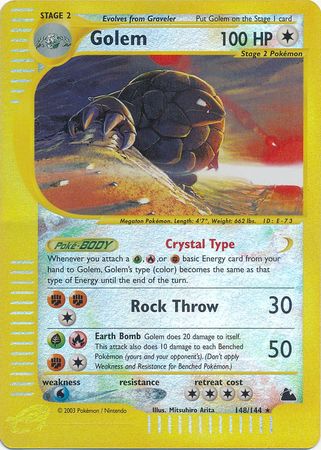 STAGE 2
Evolves from Graveler
Put Golem on the Stage 1 card
Golem
100 HP
Stage 2 Pokémon
Megaton Pokémon. Length: 4'7", Weight: 662 lbs. ID: E-73
Poké-BODY
Crystal Type
Whenever you attach a , , or basic Energy card from your
hand to Golem, Golem's type (color) becomes the same as that
type of Energy until the end of the turn.
Rock Throw
30
Earth Bomb Golem does 20 damage to itself.
This attack also does 10 damage to each Benched
Pokémon (yours and your opponent's). (Don't apply
Weakness and Resistance for Benched Pokémon.)
50
weakness
resistance
retreat cost
© 2003 Pokémon / Nintendo
Illus. Mitsuhiro Arita
148/144